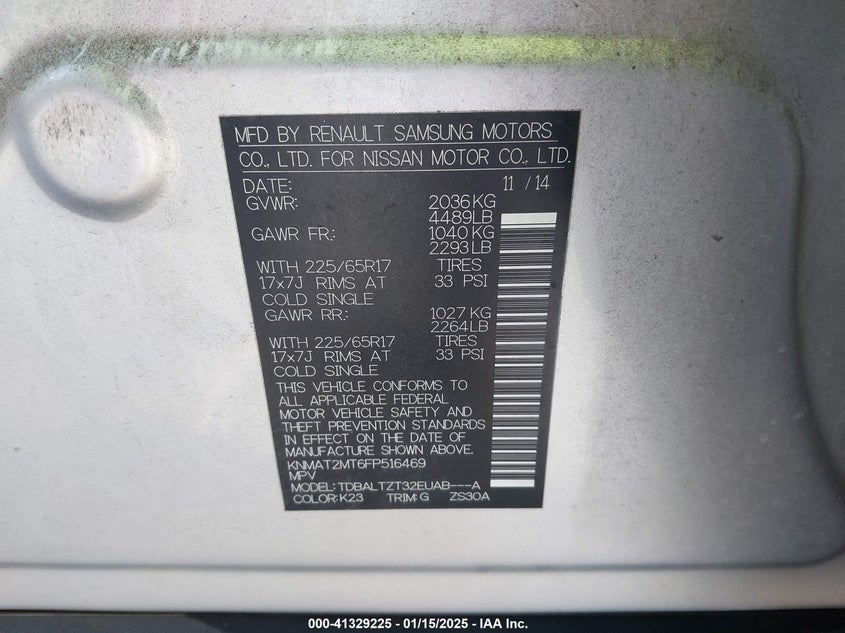 MFD BY RENAULT SAMSUNG MOTORS
CO., LTD. FOR NISSAN MOTOR CO., LTD.
DATE: 11 / 14
GVWR: 2036 KG
4489LB
GAWR FR.: 1040 KG
2293 LB
WITH 225/65R17 TIRES
17x7J RIMS AT 33 PSI
COLD SINGLE
GAWR RR.: 1027 KG
2264LB
WITH 225/65R17 TIRES
17x7J RIMS AT 33 PSI
COLD SINGLE
THIS VEHICLE CONFORMS TO
ALL APPLICABLE FEDERAL
MOTOR VEHICLE SAFETY AND
THEFT PREVENTION STANDARDS
IN EFFECT ON THE DATE OF
MANUFACTURE SHOWN ABOVE.
KNMAT2MT6FP516469
MPV
MODEL: TDBALTZT32EUAB---A
COLOR: K23 TRIM: G ZS30A
000-41329225 - 01/15/2025 - IAA Inc.